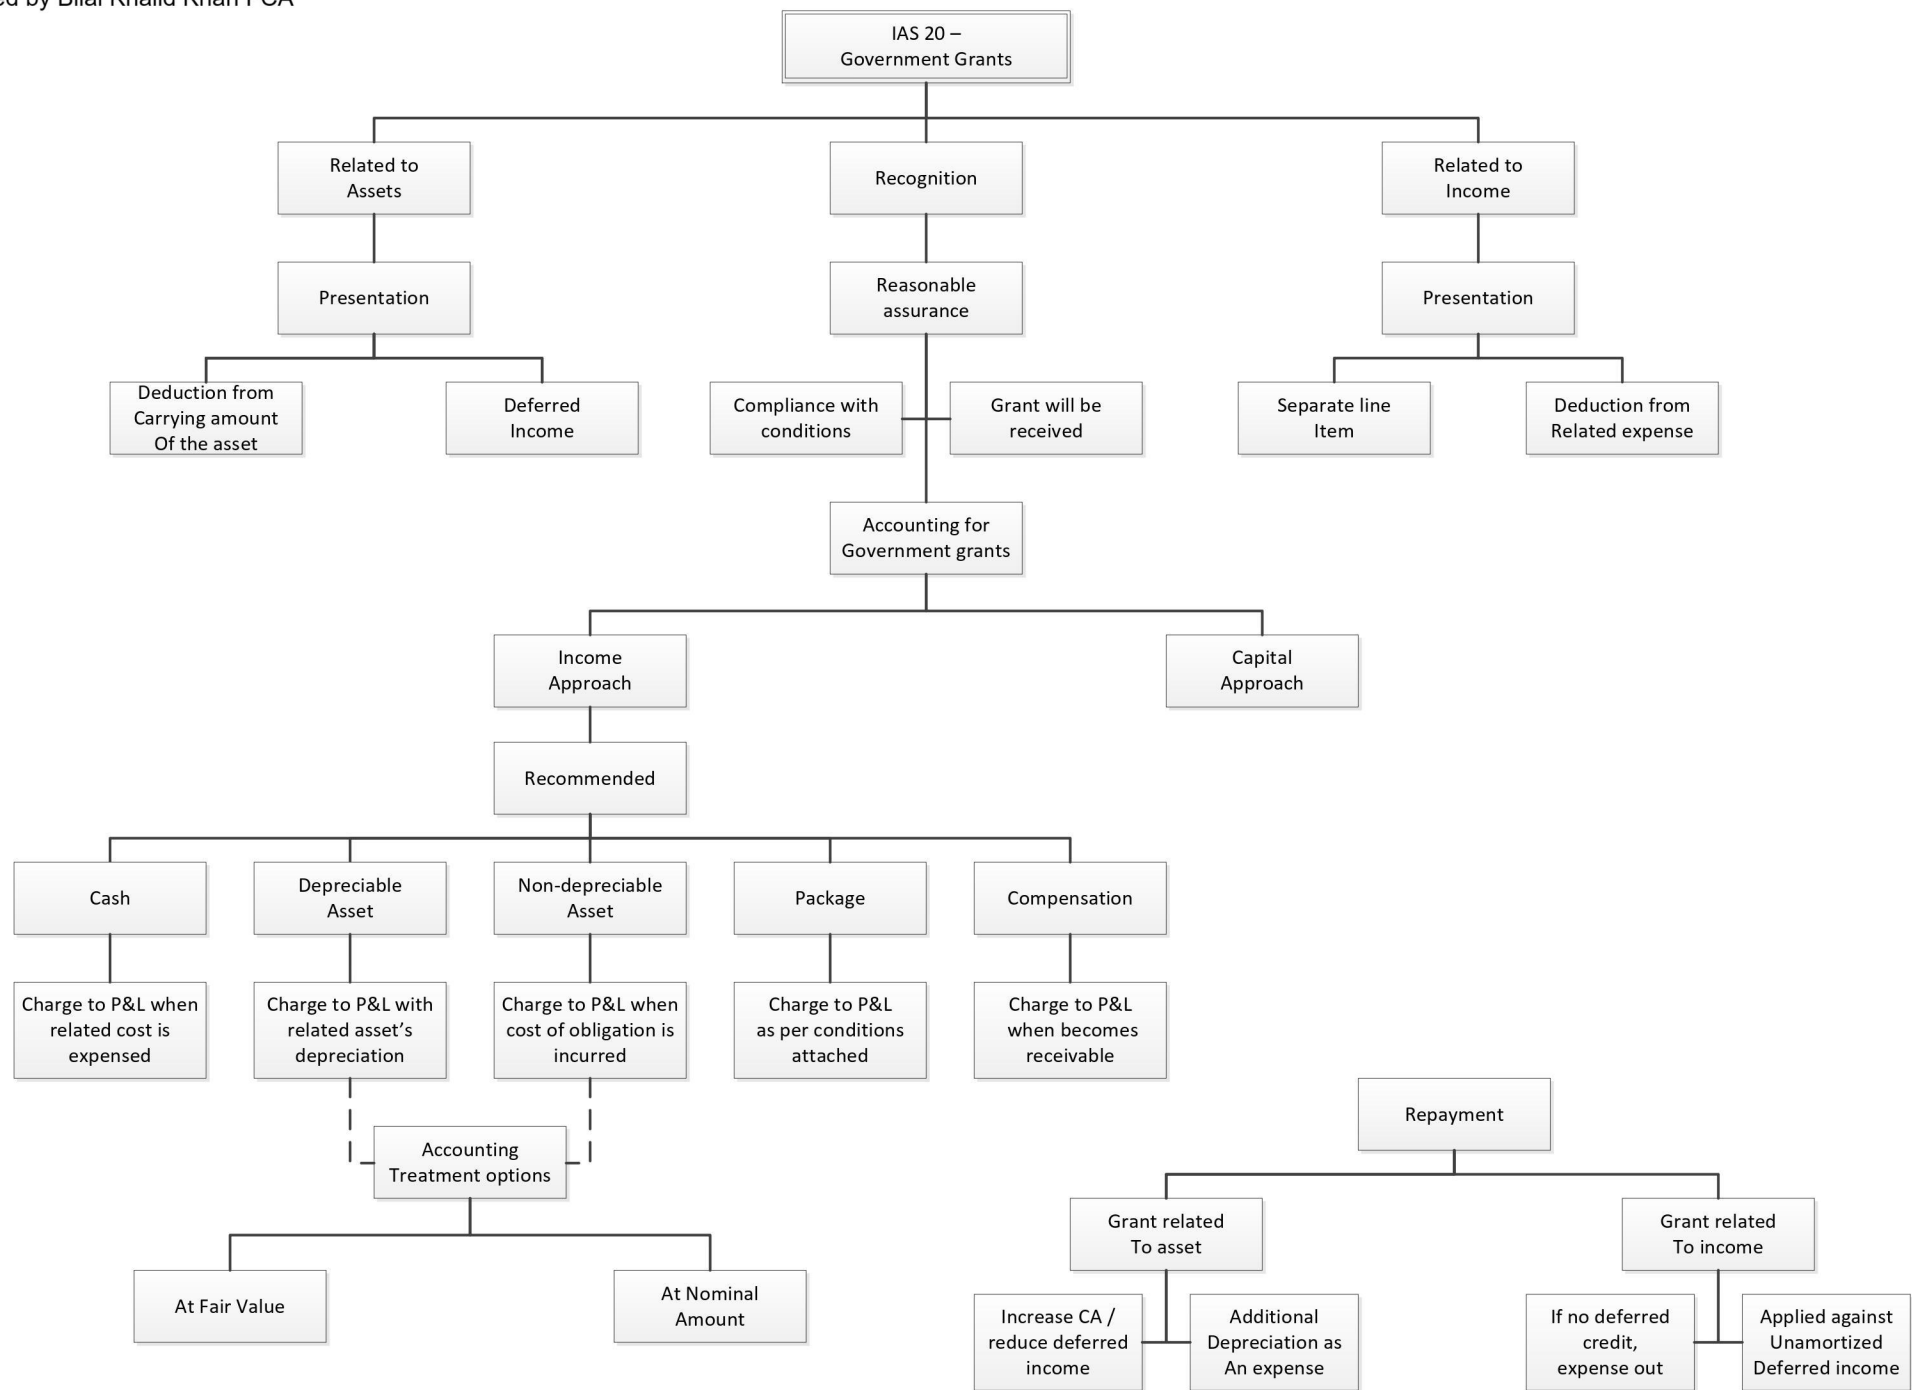 by Bilal Khalid Khan FCA
IAS 20 –
Government Grants
Related to
Assets
Recognition
Related to
Income
Presentation
Reasonable
assurance
Presentation
Deduction from
Carrying amount
Of the asset
Deferred
Income
Compliance with
conditions
Grant will be
received
Separate line
Item
Deduction from
Related expense
Accounting for
Government grants
Income
Approach
Capital
Approach
Recommended
Cash
Depreciable
Asset
Non-depreciable
Asset
Package
Compensation
Charge to P&L when
related cost is
expensed
Charge to P&L with
related asset’s
depreciation
Charge to P&L when
cost of obligation is
incurred
Charge to P&L
as per conditions
attached
Charge to P&L
when becomes
receivable
Repayment
Accounting
Treatment options
Grant related
To asset
Grant related
To income
At Fair Value
At Nominal
Amount
Increase CA /
reduce deferred
income
Additional
Depreciation as
An expense
If no deferred
credit,
expense out
Applied against
Unamortized
Deferred income